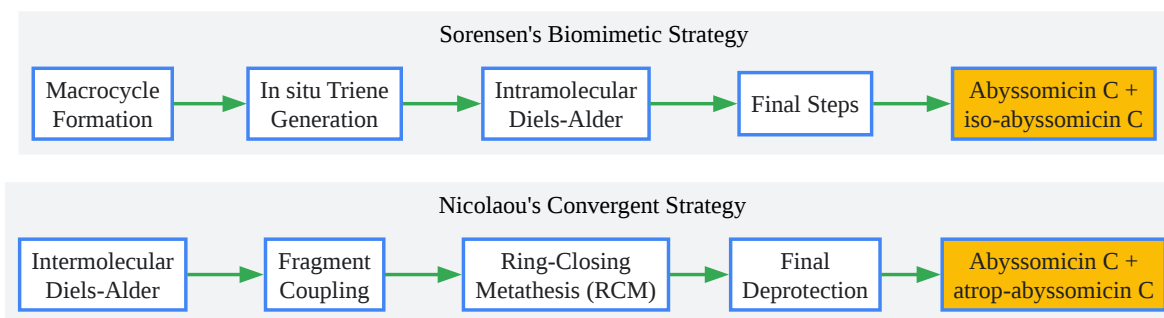 Sorensen's Biomimetic Strategy
Macrocycle
Formation
In situ Triene
Generation
Intramolecular
Diels-Alder
Final Steps
Abyssomicin C +
iso-abyssomicin C
Nicolaou's Convergent Strategy
Intermolecular
Diels-Alder
Fragment
Coupling
Ring-Closing
Metathesis (RCM)
Final
Deprotection
Abyssomicin C +
atrop-abyssomicin C